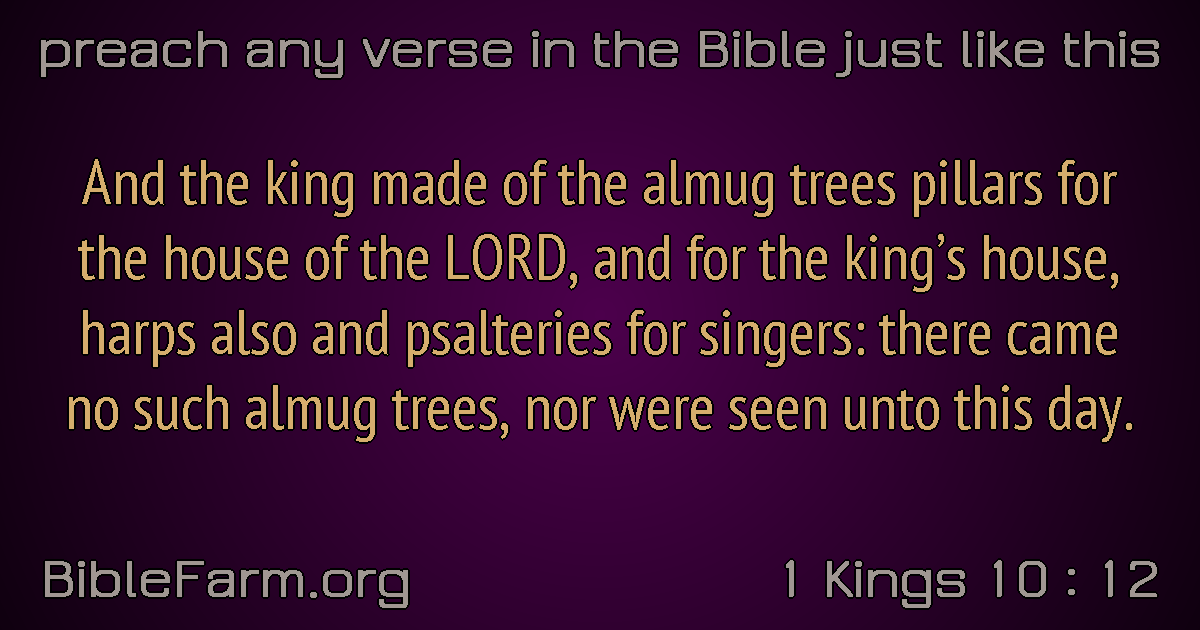 preach any verse in the Bible just like this
And the king made of the almug trees pillars for
the house of the LORD, and for the king’s house,
harps also and psalteries for singers: there came
no such almug trees, nor were seen unto this day.
BibleFarm.org
1 Kings 10 : 12